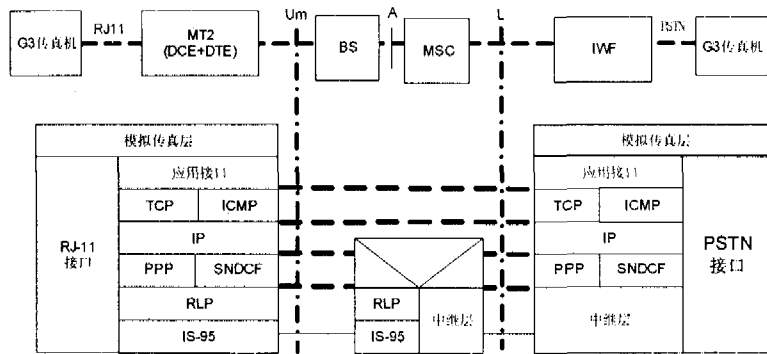 Um A L
G3传真机 RJ11 MT2 (DCE+DTE) BS MSC IWF PSTN G3传真机
模拟传真层 模拟传真层
应用接口 应用接口
TCP ICMP TCP ICMP
RJ-11 接口 IP IP PSTN 接口
PPP SNDCF PPP SNDCF
RLP RLP 中继层 中继层
IS-95 IS-95